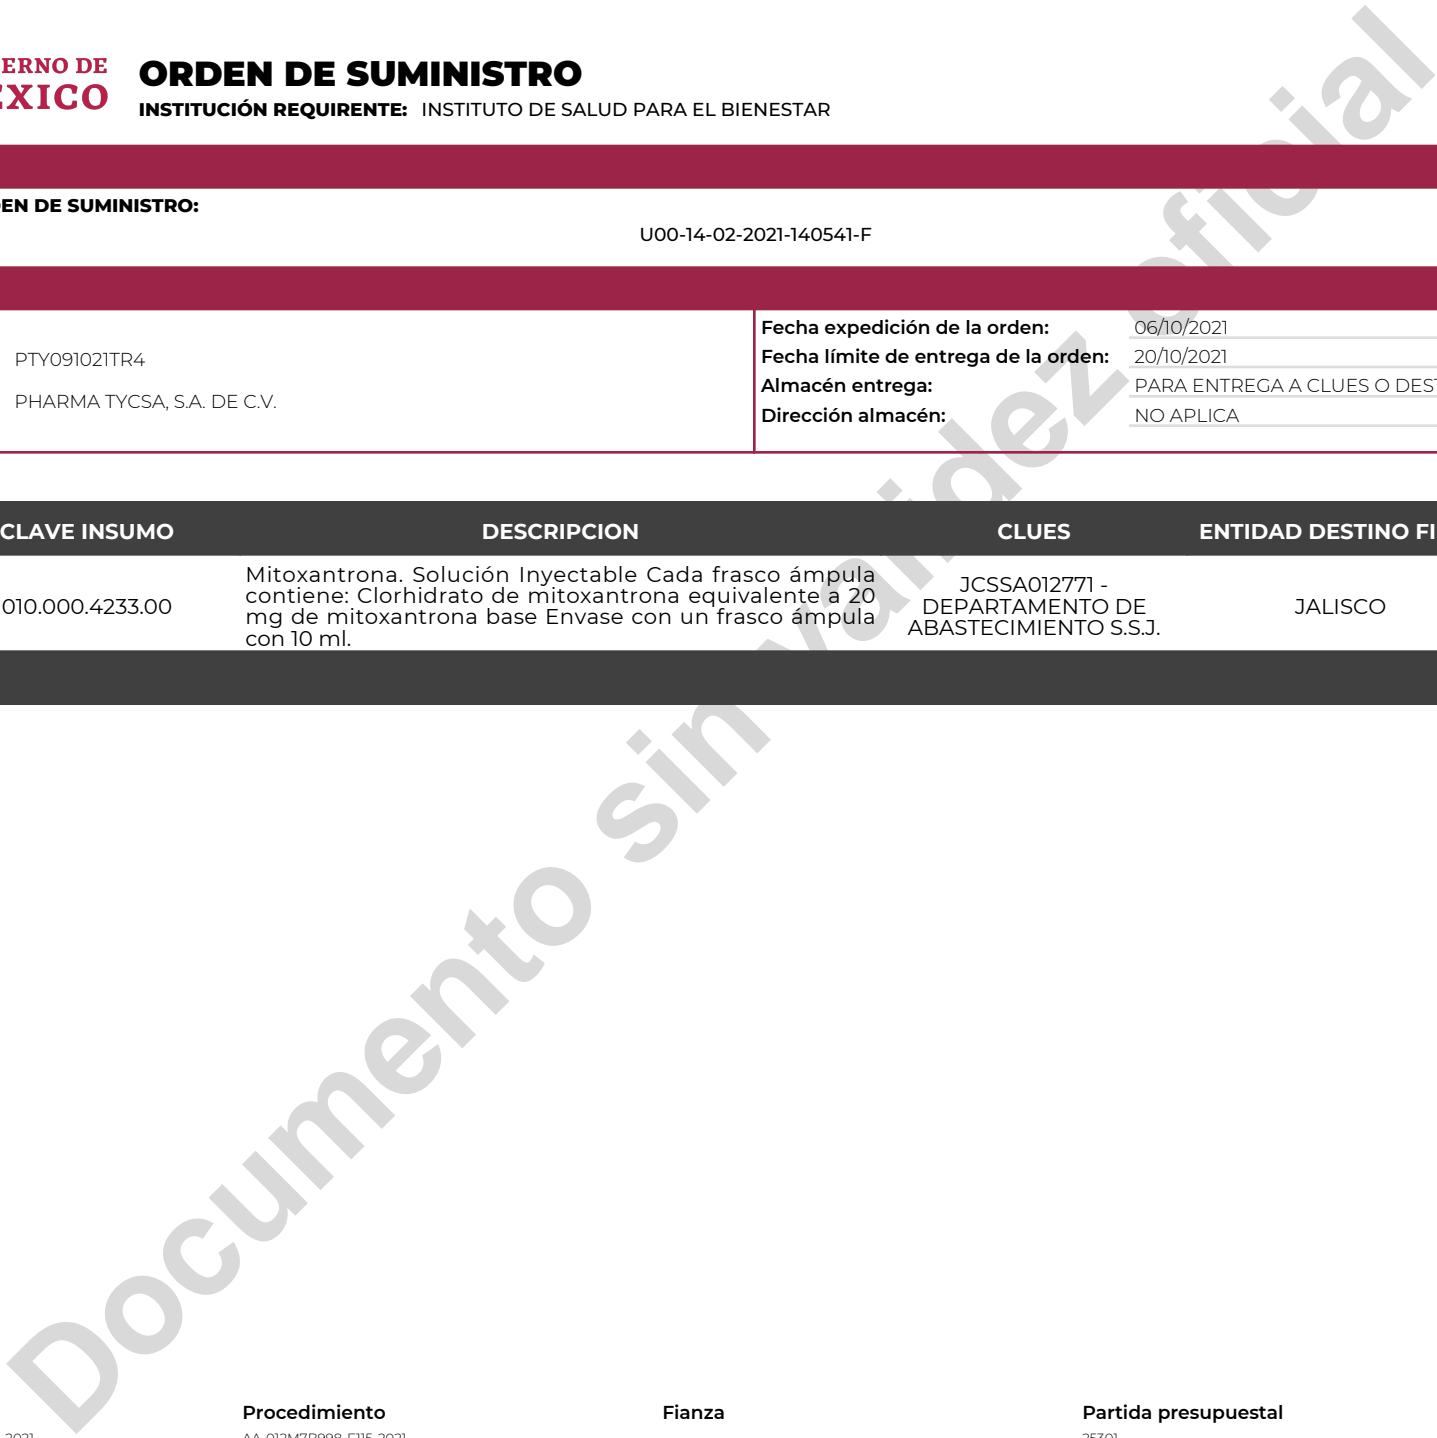 ERNO DE
EXICO
ORDEN DE SUMINISTRO
INSTITUCIÓN REQUIRENTE: INSTITUTO DE SALUD PARA EL BIENESTAR
EN DE SUMINISTRO:
U00-14-02-2021-140541-F
PTY091021TR4
PHARMA TYCSA, S.A. DE C.V.
Fecha expedición de la orden: 06/10/2021
Fecha límite de entrega de la orden: 20/10/2021
Almacén entrega: PARA ENTREGA A CLUES O DEST
Dirección almacén: NO APLICA
CLAVE INSUMO DESCRIPCION CLUES ENTIDAD DESTINO FI
010.000.4233.00
Mitoxantrona. Solución Inyectable Cada frasco ámpula
contiene: Clorhidrato de mitoxantrona equivalente a 20
mg de mitoxantrona base Envase con un frasco ámpula
con 10 ml.
JCSSA012771 -
DEPARTAMENTO DE
ABASTECIMIENTO S.S.J.
JALISCO
Documento sin validez oficial
Procedimiento Fianza Partida presupuestal